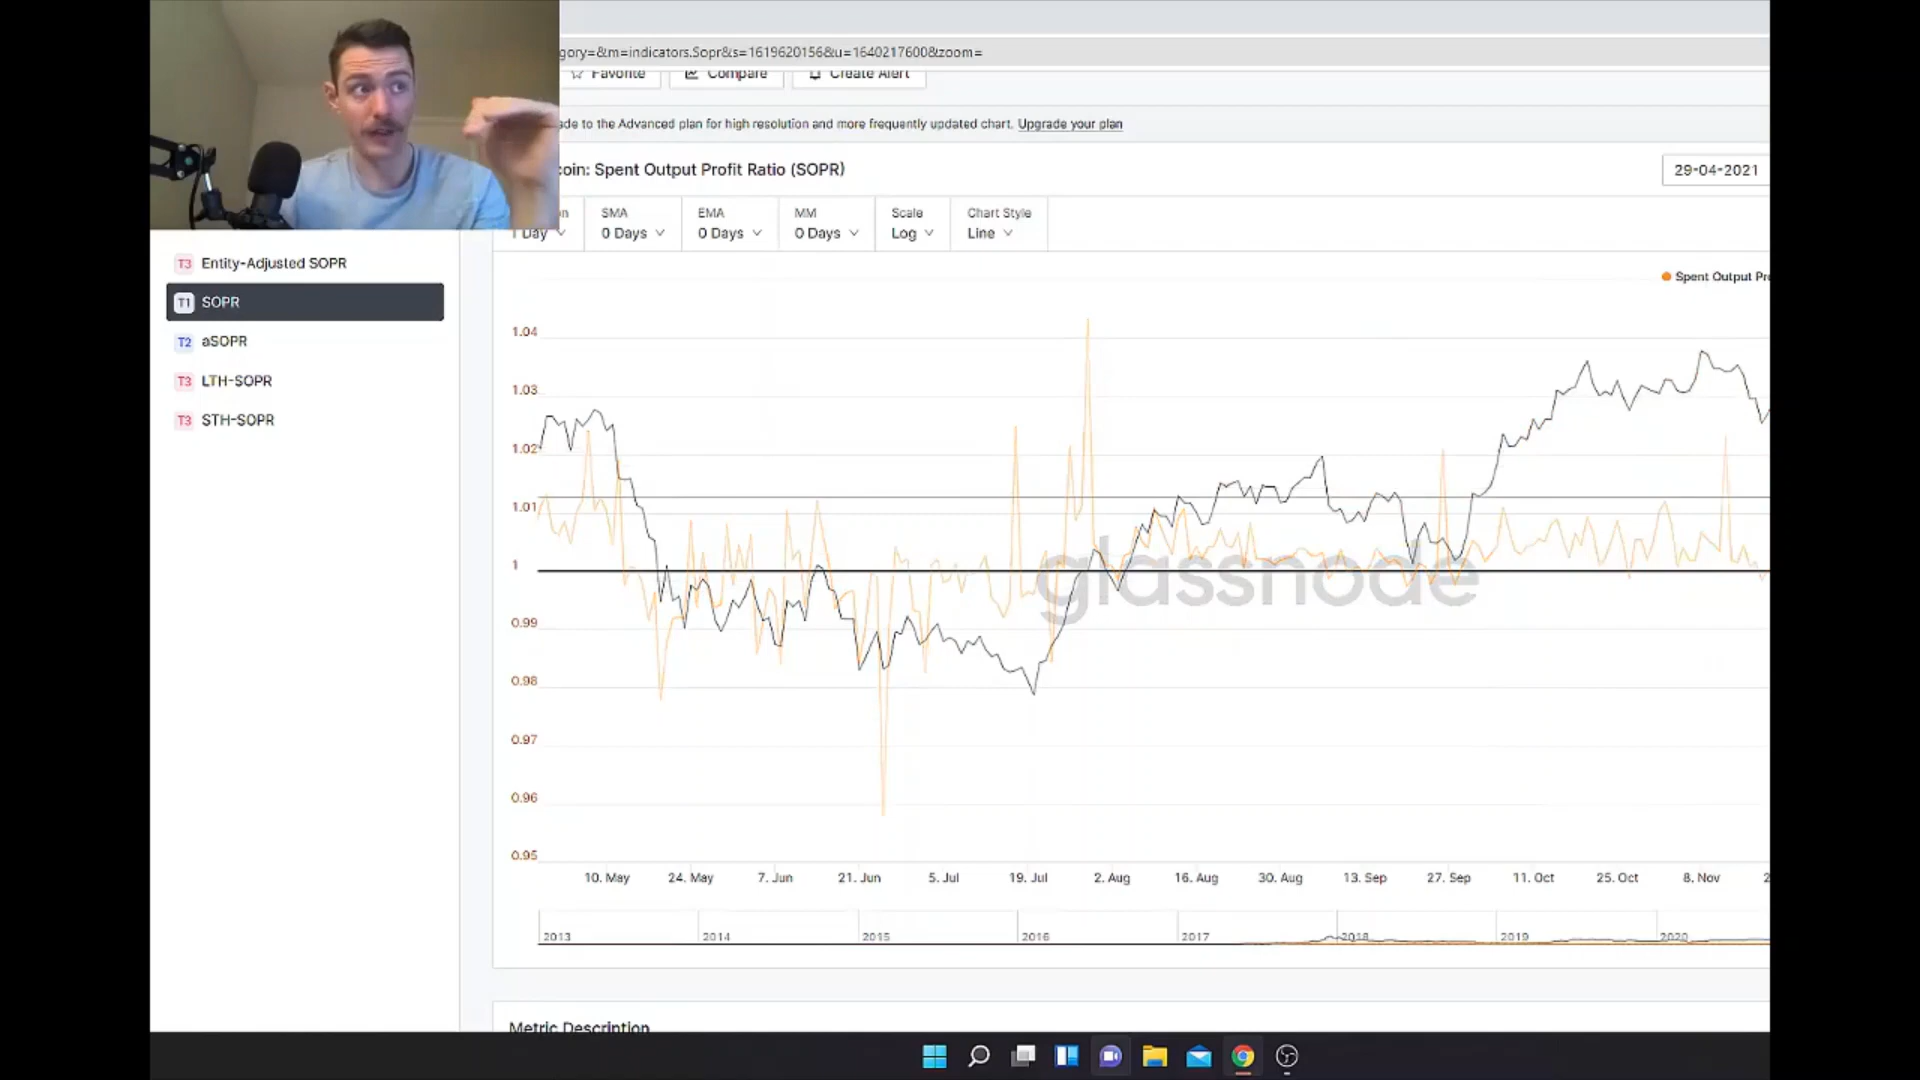 gory=&m=indicators.Sopr&s=1619620156&u=1640217600&zoom=
Favorite
Compare
Create Alert
ade to the Advanced plan for high resolution and more frequently updated chart. Upgrade your plan
coin: Spent Output Profit Ratio (SOPR)
29-04-2021
n
1 Day
SMA
0 Days
EMA
0 Days
MM
0 Days
Scale
Log
Chart Style
Line
T3 Entity-Adjusted SOPR
T1 SOPR
T2 aSOPR
T3 LTH-SOPR
T3 STH-SOPR
Spent Output Pro
1.04
1.03
1.02
1.01
1
0.99
0.98
0.97
0.96
0.95
glassnode
10. May 24. May 7. Jun 21. Jun 5. Jul 19. Jul 2. Aug 16. Aug 30. Aug 13. Sep 27. Sep 11. Oct 25. Oct 8. Nov 2
2013 2014 2015 2016 2017 2018 2019 2020
Metric Description